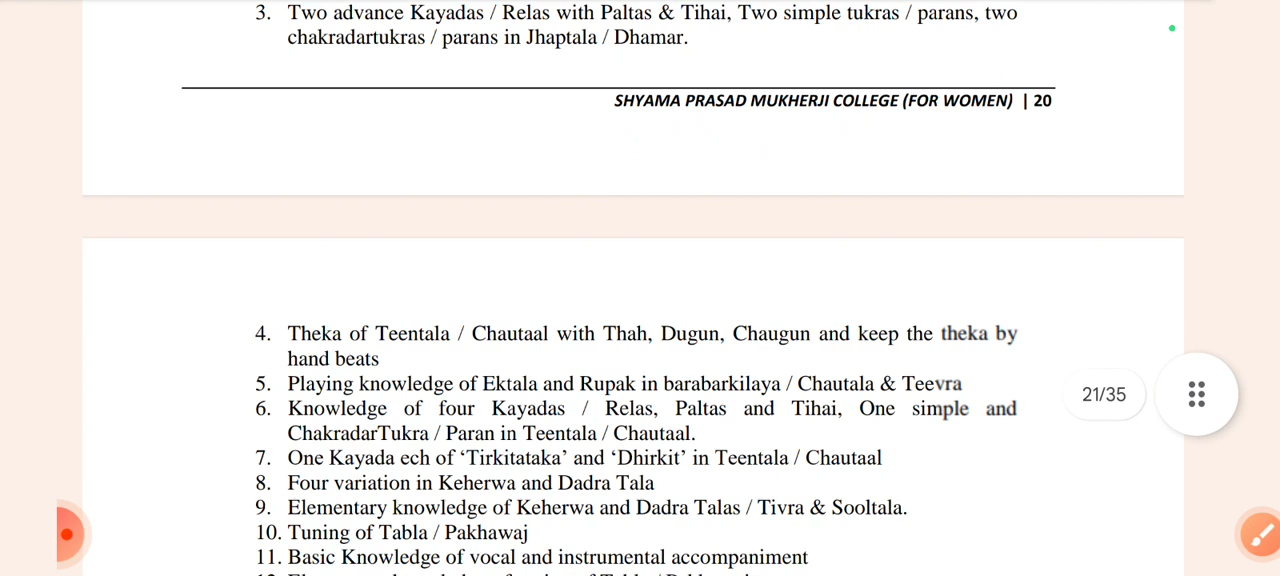 3. Two advance Kayadas / Relas with Paltas & Tihai, Two simple tukras / parans, two
chakradartukras / parans in Jhaptala / Dhamar.
SHYAMA PRASAD MUKHERJI COLLEGE (FOR WOMEN) | 20
4. Theka of Teentala / Chautaal with Thah, Dugun, Chaugun and keep the theka by
hand beats
5. Playing knowledge of Ektala and Rupak in barabarkilaya / Chautala & Teevra
21/35
6. Knowledge of four Kayadas / Relas, Paltas and Tihai, One simple and
ChakradarTukra / Paran in Teentala / Chautaal.
7. One Kayada ech of ‘Tirkitataka’ and ‘Dhirkit’ in Teentala / Chautaal
8. Four variation in Keherwa and Dadra Tala
9. Elementary knowledge of Keherwa and Dadra Talas / Tivra & Sooltala.
10. Tuning of Tabla / Pakhawaj
11. Basic Knowledge of vocal and instrumental accompaniment